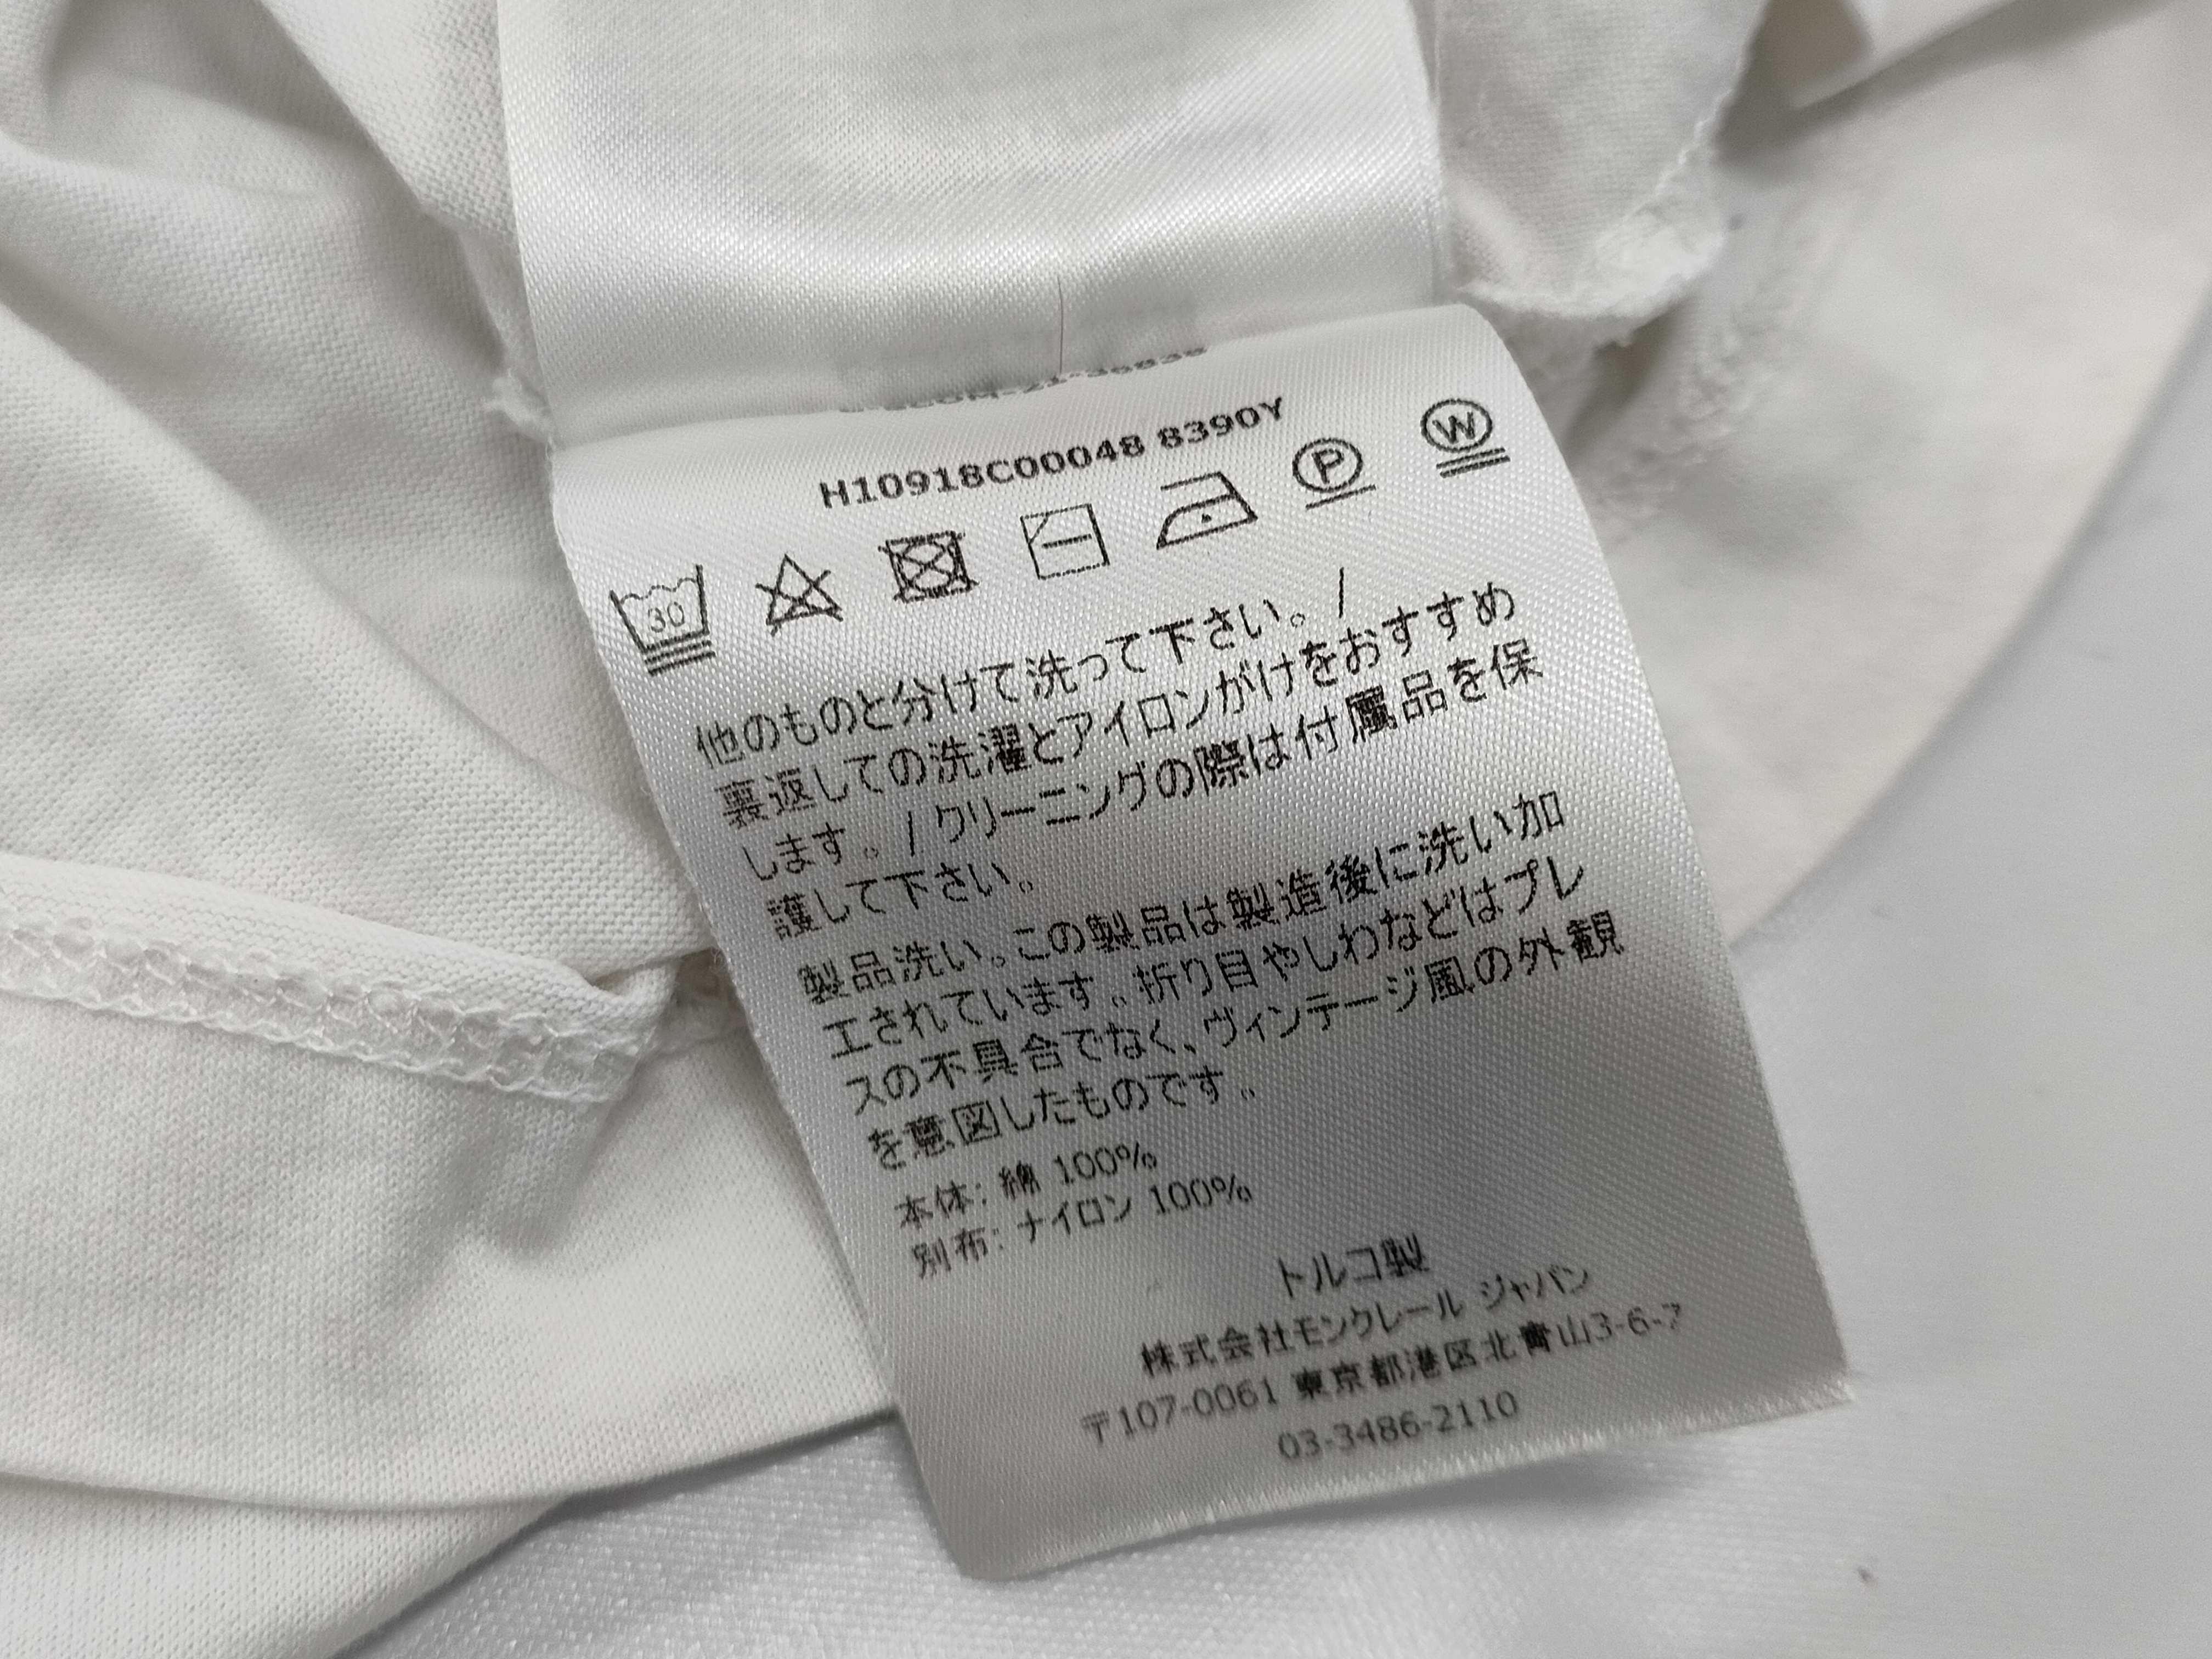 H10918C00048 8390Y
30
P
W
他のものと分けて洗って下さい。/
裏返しての洗濯とアイロンがけをおすすめ
します。/クリーニングの際は付属品を保
護して下さい。
製品洗い。この製品は製造後に洗い加
工されています。折り目やしわなどはプレ
スの不具合でなく、ヴィンテージ風の外観
を意図したものです。
本体: 綿 100%
別布: ナイロン 100%
トルコ製
株式会社モンクレール ジャパン
〒107-0061 東京都港区北青山3-6-7
03-3486-2110